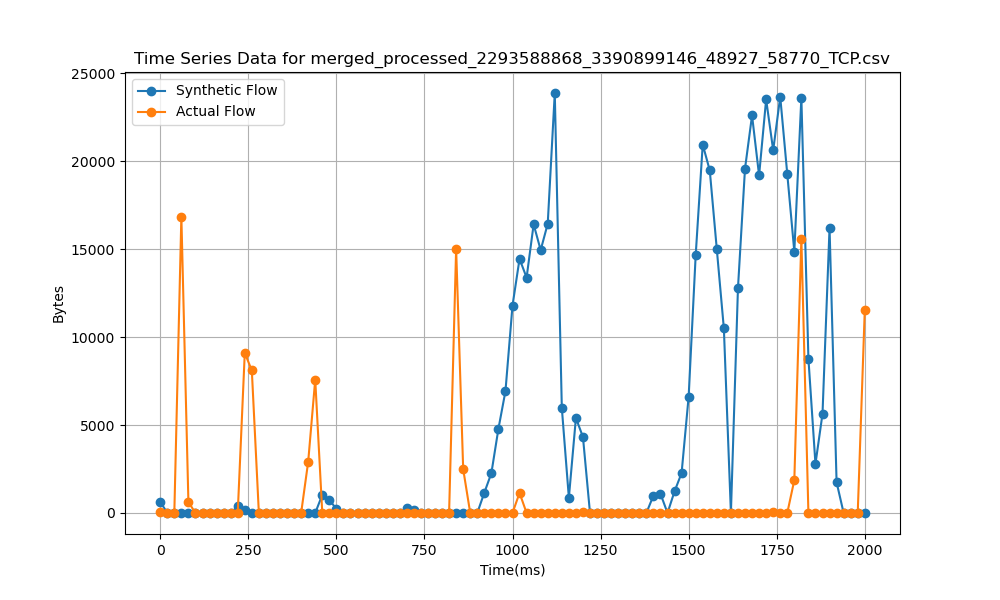 Time Series Data for merged_processed_2293588868_3390899146_48927_58770_TCP.csv
Synthetic Flow
Actual Flow
25000
20000
15000
10000
5000
0
Bytes
0 250 500 750 1000 1250 1500 1750 2000
Time(ms)